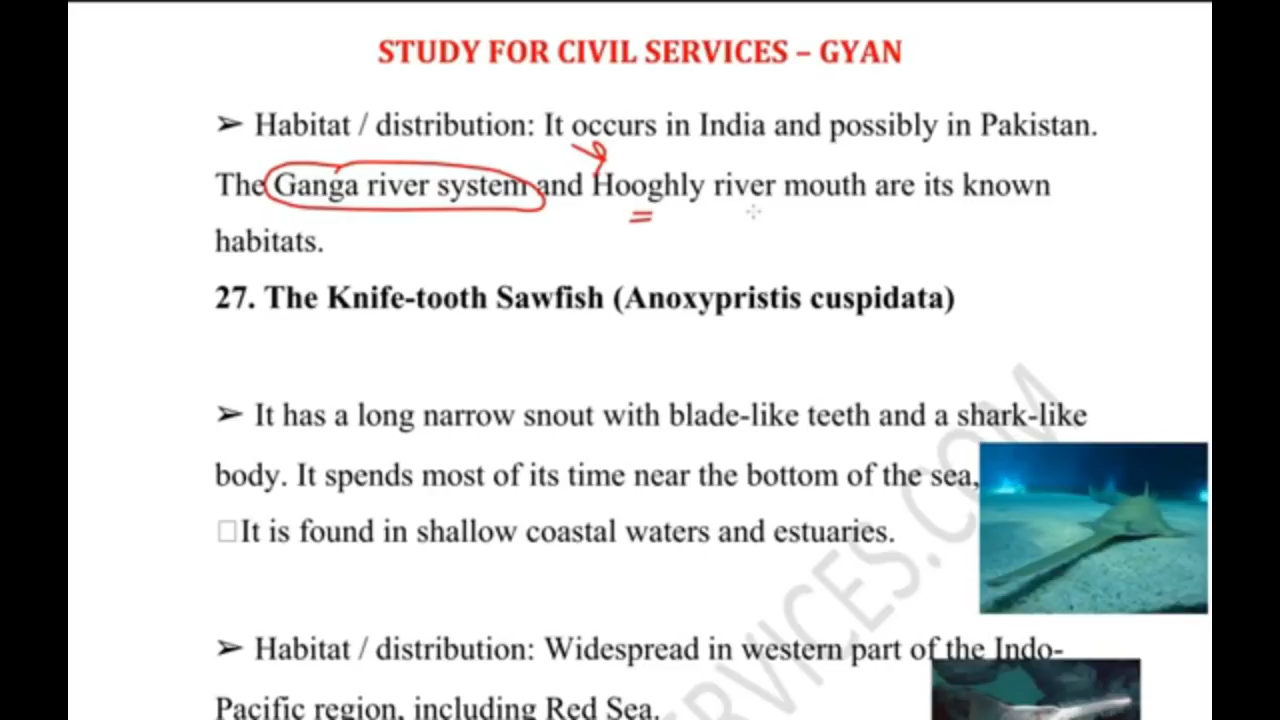 STUDY FOR CIVIL SERVICES – GYAN
➢ Habitat / distribution: It occurs in India and possibly in Pakistan.
The Ganga river system and Hooghly river mouth are its known
habitats.
27. The Knife-tooth Sawfish (Anoxypristis cuspidata)
➢ It has a long narrow snout with blade-like teeth and a shark-like
body. It spends most of its time near the bottom of the sea,
□It is found in shallow coastal waters and estuaries.
➢ Habitat / distribution: Widespread in western part of the Indo-
Pacific region, including Red Sea.
RVICES.COM